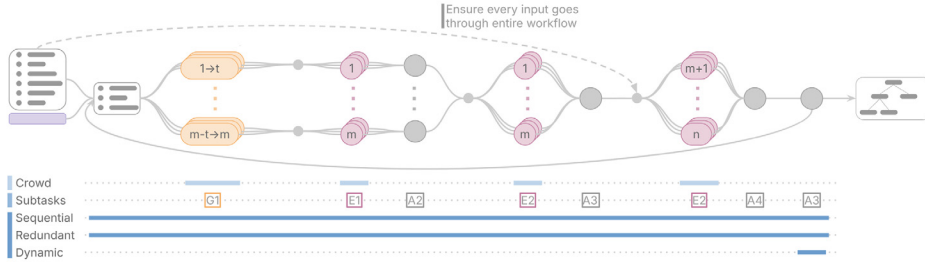 Ensure every input goes
through entire workflow
1→t 1 1 m+1
m-t→m m m n
Crowd
Subtasks G1 E1 A2 E2 A3 E2 A4 A3
Sequential
Redundant
Dynamic